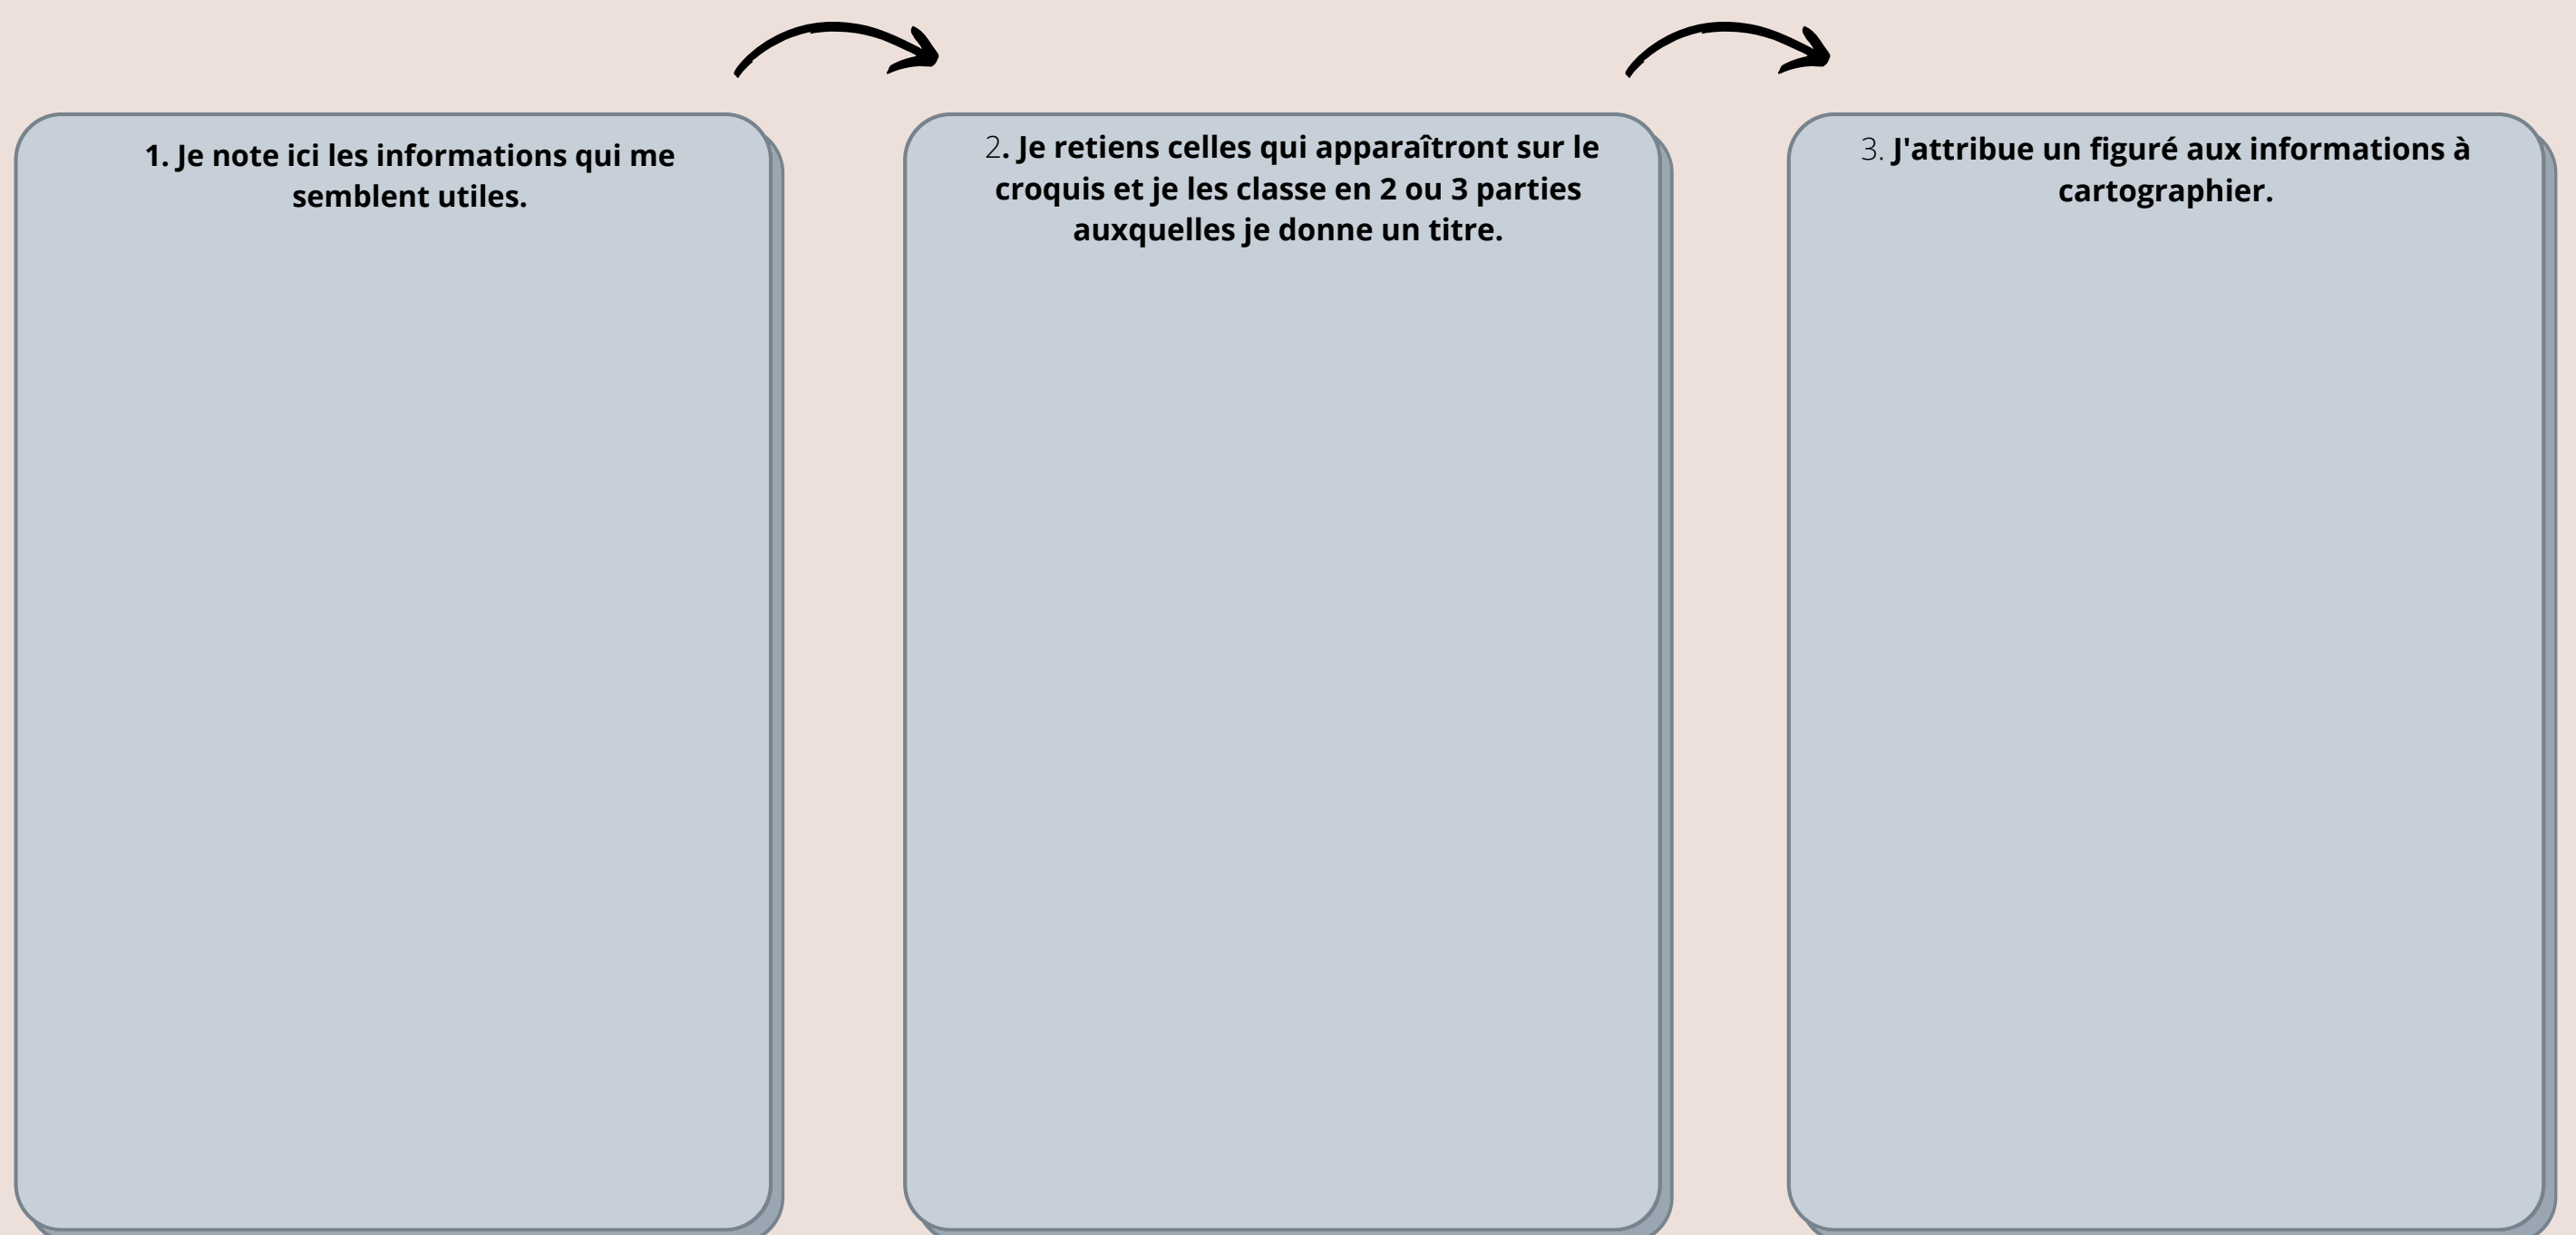 1. Je note ici les informations qui me
semblent utiles.
2. Je retiens celles qui apparaîtront sur le
croquis et je les classe en 2 ou 3 parties
auxquelles je donne un titre.
3. J'attribue un figuré aux informations à
cartographier.